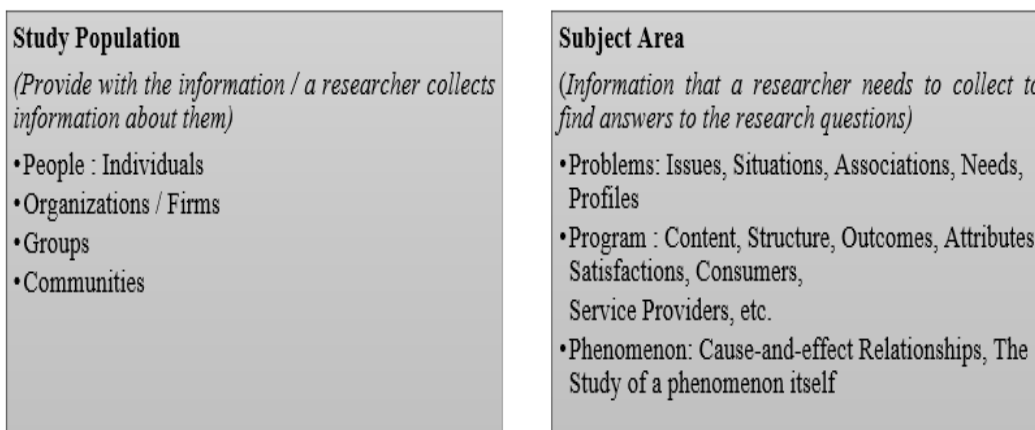 Study Population
(Provide with the information / a researcher collects
information about them)
•People : Individuals
•Organizations / Firms
•Groups
•Communities
Subject Area
(Information that a researcher needs to collect to
find answers to the research questions)
•Problems: Issues, Situations, Associations, Needs,
Profiles
•Program : Content, Structure, Outcomes, Attributes
Satisfactions, Consumers,
Service Providers, etc.
•Phenomenon: Cause-and-effect Relationships, The
Study of a phenomenon itself